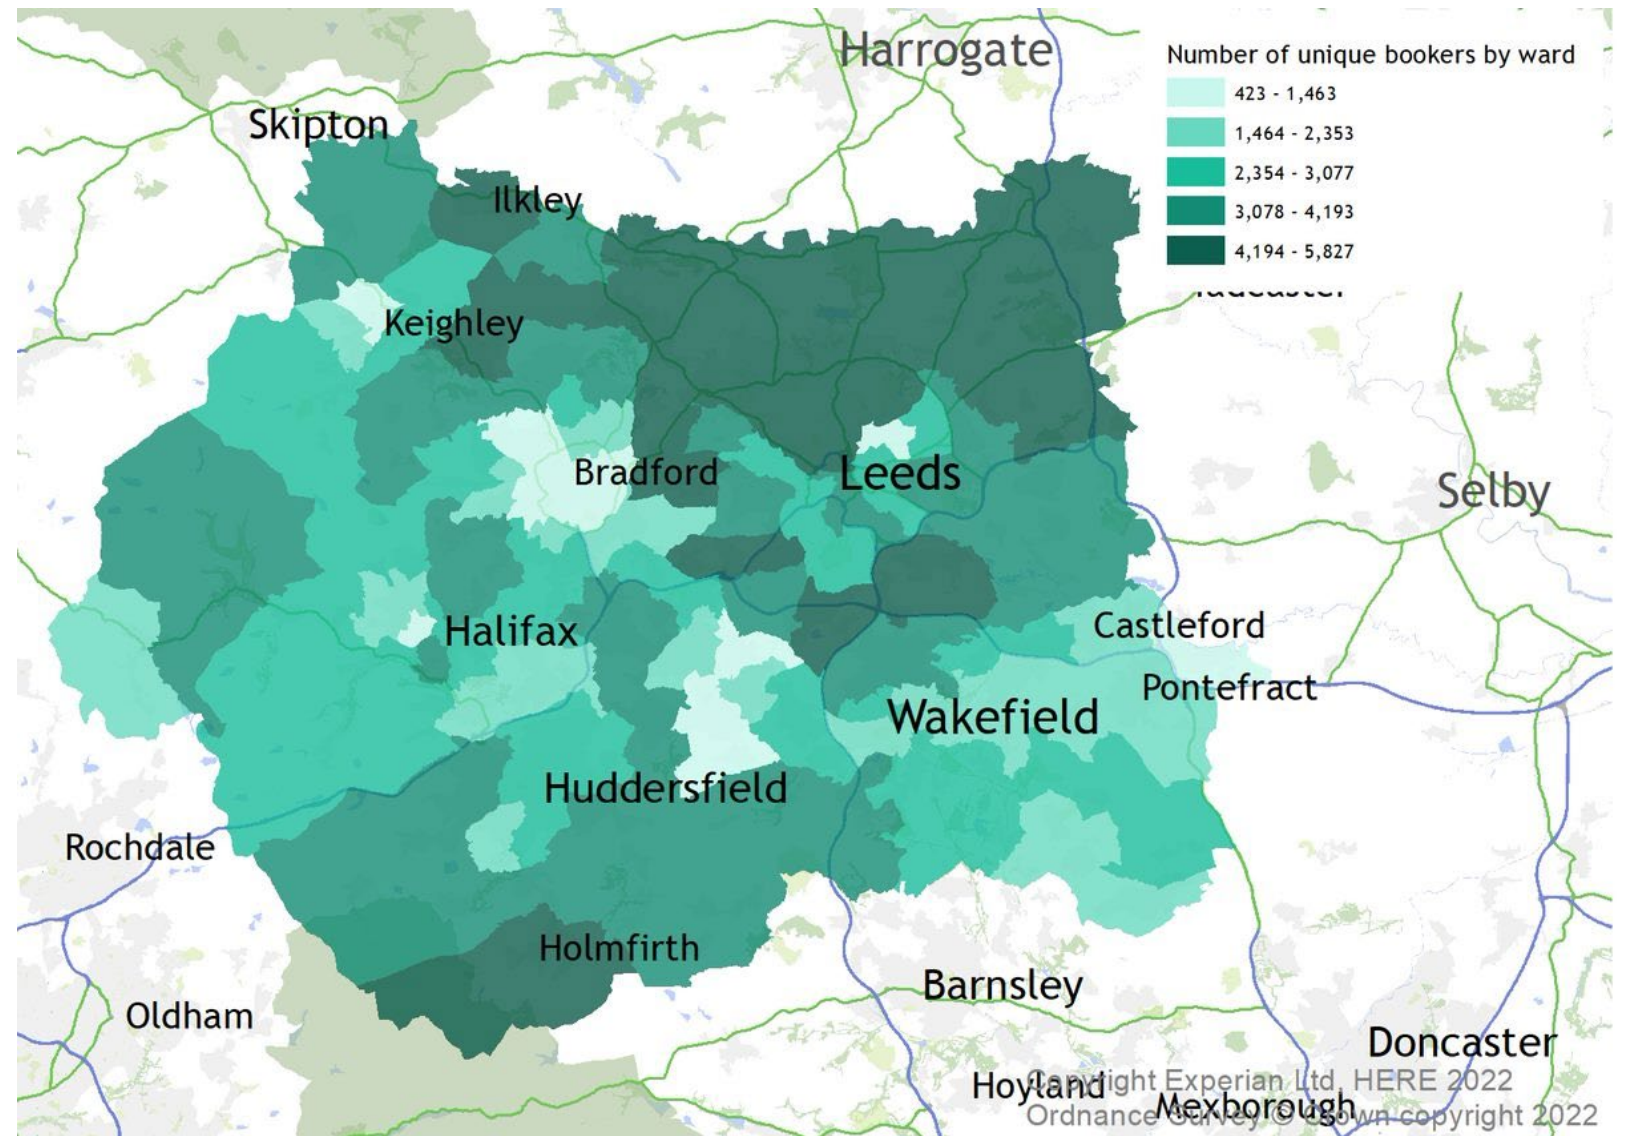 Harrogate
Number of unique bookers by ward
423 - 1,463
1,464 - 2,353
2,354 - 3,077
3,078 - 4,193
4,194 - 5,827
Skipton
Ilkley
Keighley
Bradford
Leeds
Selby
Halifax
Castleford
Pontefract
Wakefield
Huddersfield
Rochdale
Holmfirth
Barnsley
Oldham
Doncaster
Hoyland
Mexborough
Copyright Experian Ltd, HERE 2022
Ordnance Survey © Crown copyright 2022